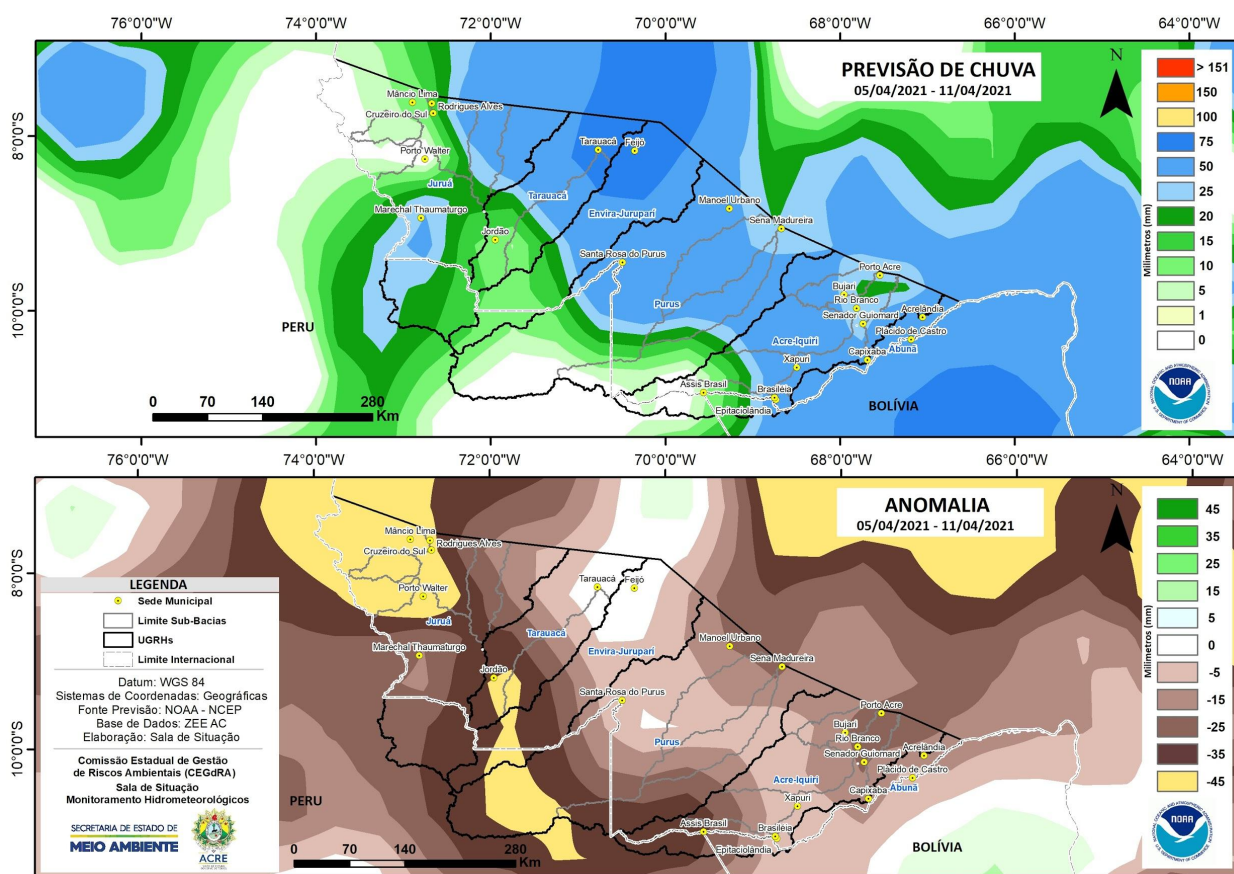 76°0'0"W 74°0'0"W 72°0'0"W 70°0'0"W 68°0'0"W 66°0'0"W 64°0'0"W
PREVISÃO DE CHUVA
05/04/2021 - 11/04/2021
N
> 151
150
100
75
50
25
20
15
10
5
1
0
Milimetros (mm)
8°0'0"S
10°0'0"S
Mâncio Lima
Rodrigues Alves
Cruzeiro do Sul
Porto Walter
Juruá
Marechal Thaumaturgo
Jordão
Tarauacá
Feijó
Tarauacá
Envira-Jurupari
Manoel Urbano
Sena Madureira
Santa Rosa do Purus
Purus
Porto Acre
Bujari
Rio Branco
Senador Guiomard
Acrelândia
Plácido de Castro
Acre-Iquiri
Abunã
Xapuri
Capixaba
Assis Brasil
Brasiléia
Epitaciolândia
PERU
BOLÍVIA
0 70 140 280
Km
NOAA
76°0'0"W 74°0'0"W 72°0'0"W 70°0'0"W 68°0'0"W 66°0'0"W 64°0'0"W
ANOMALIA
05/04/2021 - 11/04/2021
N
45
35
25
15
5
0
-5
-15
-25
-35
-45
Milimetros (mm)
8°0'0"S
10°0'0"S
Mâncio Lima
Rodrigues Alves
Cruzeiro do Sul
Porto Walter
Juruá
Marechal Thaumaturgo
Jordão
Tarauacá
Feijó
Tarauacá
Envira-Jurupari
Manoel Urbano
Sena Madureira
Santa Rosa do Purus
Purus
Porto Acre
Bujari
Rio Branco
Senador Guiomard
Acrelândia
Plácido de Castro
Acre-Iquiri
Abunã
Xapuri
Capixaba
Assis Brasil
Brasiléia
Epitaciolândia
PERU
BOLÍVIA
0 70 140 280
Km
NOAA
LEGENDA
Sede Municipal
Limite Sub-Bacias
UGRHs
Limite Internacional
Datum: WGS 84
Sistemas de Coordenadas: Geográficas
Fonte Previsão: NOAA - NCEP
Base de Dados: ZEE AC
Elaboração: Sala de Situação
Comissão Estadual de Gestão
de Riscos Ambientais (CEGdRA)
Sala de Situação
Monitoramento Hidrometeorológicos
SECRETARIA DE ESTADO DE
MEIO AMBIENTE
ACRE